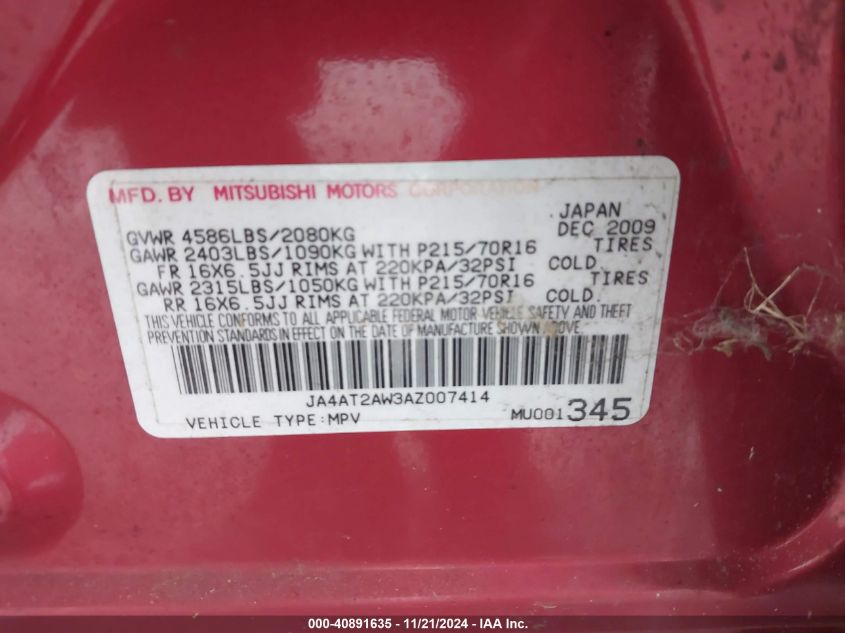 MFD. BY MITSUBISHI MOTORS CORPORATION
JAPAN
GVWR 4586LBS/2080KG DEC 2009
GAWR 2403LBS/1090KG WITH P215/70R16 TIRES
FR 16X6.5JJ RIMS AT 220KPA/32PSI COLD.
GAWR 2315LBS/1050KG WITH P215/70R16 TIRES
RR 16X6.5JJ RIMS AT 220KPA/32PSI COLD.
THIS VEHICLE CONFORMS TO ALL APPLICABLE FEDERAL MOTOR VEHICLE SAFETY AND THEFT
PREVENTION STANDARDS IN EFFECT ON THE DATE OF MANUFACTURE SHOWN ABOVE.
JA4AT2AW3AZ007414
VEHICLE TYPE:MPV MU001345
000-40891635 - 11/21/2024 - IAAI Inc.